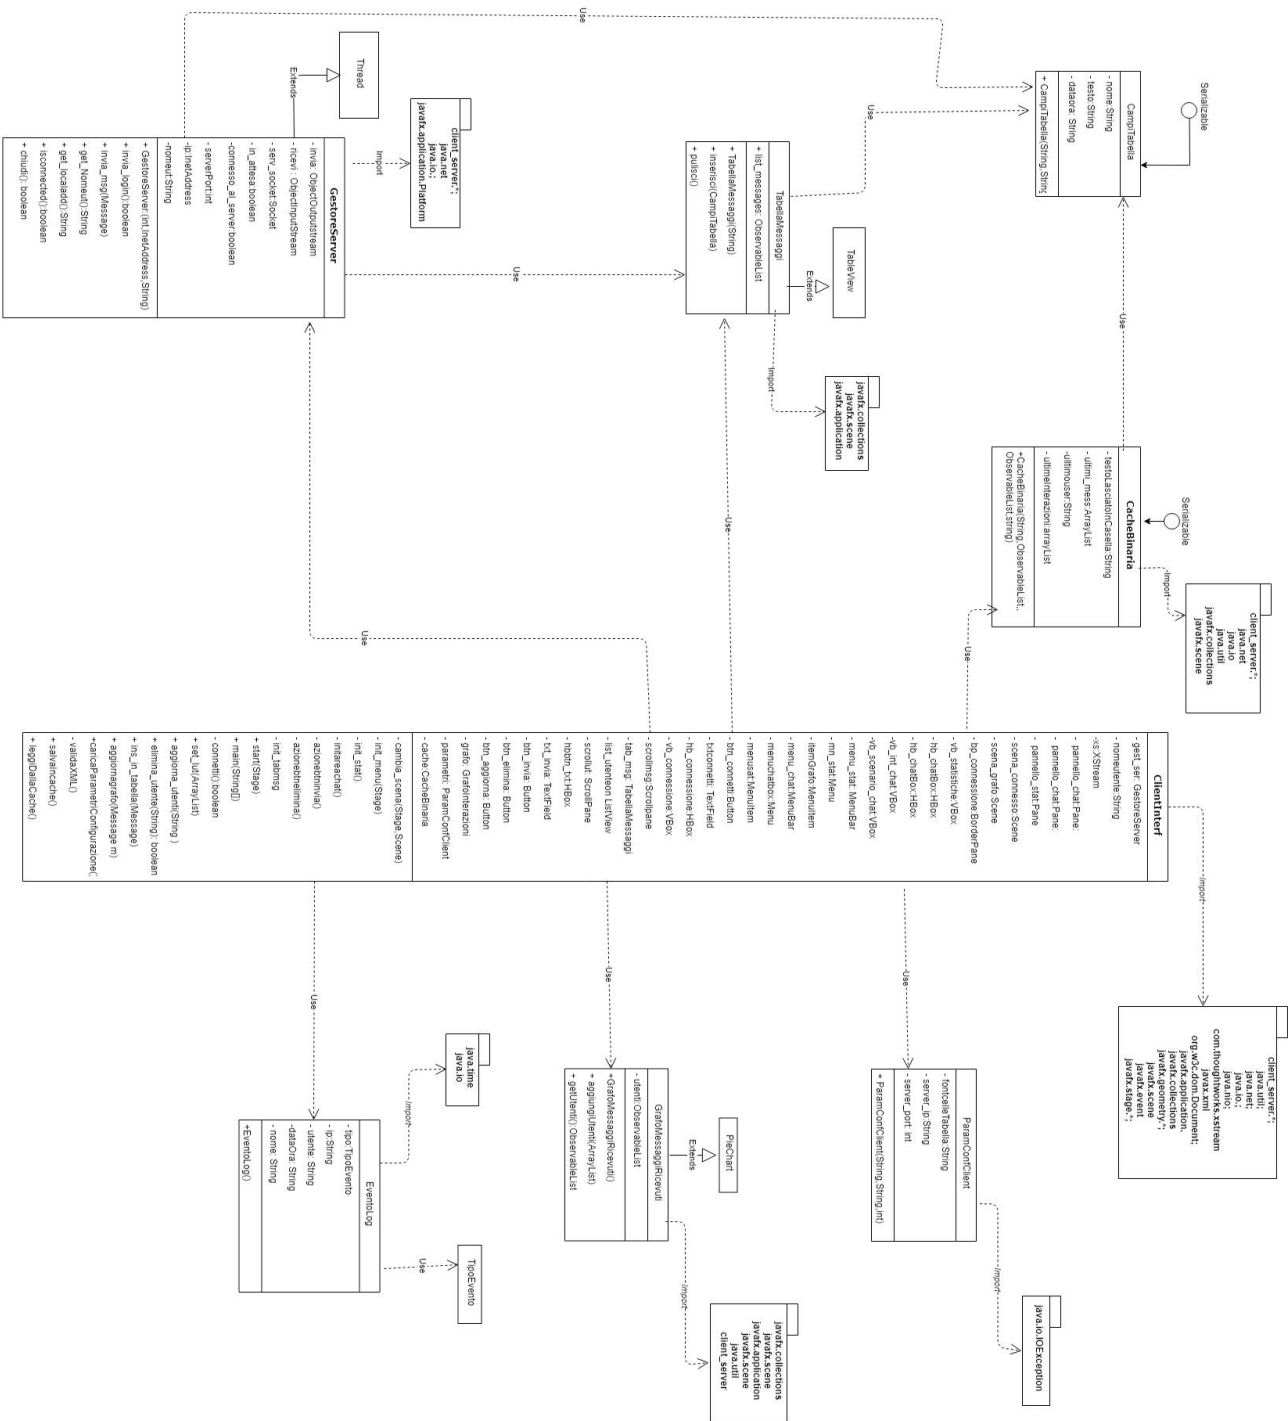 client_server.*;
java.util;
java.net;
java.io.;
java.nio;
com.thoughtworks.xstream
javax.xml
org.w3c.dom.Document;
javafx.application.
javafx.collections
javafx.geometry.*;
javafx.scene
javafx.event
javafx.stage.*;
Import
Serializable
CampiTabella
- nome:String
- testo:String
- dataora: String
+ CampiTabella(String,String
Use
Serializable
client_server.*;
java.net
java.io
java.util
javafx.collections
javafx.scene
Import
CacheBinaria
- testoLasciatoInCasella:String
- ultimi_mess:ArrayList
-ulltimouser:String
- ultimeInterazioni:arrayList
+CacheBinaria(String,ObservableList,,
ObservableList,string)
Use
ClientInterf
- gest_ser: GestoreServer
- nomeutente:String
-xs:XStream
- pannello_chat:Pane
- pannello_chat:Pane:
- pannello_stat:Pane
- scena_connesso:Scene
- scena_grafo:Scene
- bp_connessione:BorderPane
- vb_statistiche:VBox
- hb_chatBox:HBox
- hb_chatBox:HBox
- vb_int_chat:VBox
-vb_scenario_chat:VBox
- menu_stat: MenuBar
- mn_stat:Menu
-itemGrafo:MenuItem
- menu_chat:MenuBar
- menuchatbox:Menu
- menusat:MenuItem
- txtconnetti: TextField
- btn_connetti:Button
- hb_connessione:HBox
- vb_connessione:VBox
- scrollmsg:Scrollpane
- tab_msg: TabellaMessaggi
- list_utenteon:ListView
- scrollut: ScrollPane
- hbbtn_txt:HBox
- txt_invia: TextField
- btn_invia: Button
- btn_elimina: Button
- btn_aggiorna: Button
- grafo: GrafoInterazioni
- parametri: ParamConfClient
- cache:CacheBinaria
- cambia_scena(Stage,Scene)
- init_menu(Stage)
- init_stat()
- initareachat()
- azionebtninvia()
- azionebtnelimina()
- init_tabmsg
+ start(Stage)
+ main(String[])
- connetti():boolean
+ set_lut(ArrayList)
+ aggiorna_utenti(String )
+ elimina_utente(String): boolean
+ ins_in_tabella(Message)
+ aggiornagrafo(Message m)
+caricaParametriConfigurazione(:
- validaXML()
+ salvaIncache()
+ leggiDallaCache()
ParamConfClient
- fontcelleTabella:String
- server_ip:String
- server_port: int
+ ParamConfClient(String,String,int)
Use
Import
java.io.IOException
TableView
Extends
TabellaMessaggi
+ list_messages: ObservableList
+ TabellaMessaggi(String)
+ inserisci(CampiTabella)
+ pulisci()
Use
Import
javafx.collections
javafx.scene
javafx.application
Use
PieChart
Extends
GrafoMessaggiRicevuti
- utenti:ObservableList
+GrafoMessaggiRicevuti()
+ aggiungiUtenti(ArrayList)
+ getUtenti():ObservableList
Use
Import
javafx.collections
javafx.scene
javafx.application
javafx.scene
java.util
client_server
Use
Thread
Extends
client_server.*;
java.net
java.io.;
javafx.application.Platform
Import
GestoreServer
- invia: ObjectOutputstream
- ricevi : ObjectInputStream
- serv_socket:Socket
- in_attesa:boolean
-connesso_al_server:boolean
- serverPort:int
-ip:InetAddress
-nomeut:String
+ GestoreServer:(int,InetAddress,String)
+ invia_login():boolean
+ invia_msg(Message)
+ get_Nomeut():String
+ get_localadd():String
+ isconnected():boolean
+ chiudi(): boolean
Use
Use
java.time
java.io
Import
EventoLog
- tipo:TipoEvento
- ip:String
- utente: String
-dataOra: String
- nome: String
+EventoLog()
Use
TipoEvento
Use